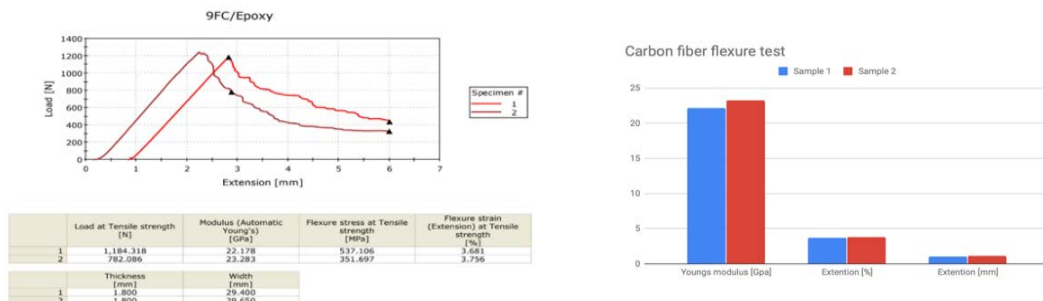 9FC/Epoxy
1400
1200
1000
800
600
400
200
0
Load [N]
0 1 2 3 4 5 6 7
Extension [mm]
Specimen #
1
2
Load at Tensile strength [N] Modulus (Automatic Young's) [GPa] Flexure stress at Tensile strength [MPa] Flexure strain (Extension) at Tensile strength [%]
1 1,184.318 22.178 537.106 3.681
2 782.086 23.283 351.697 3.756
Thickness [mm] Width [mm]
1 1.800 29.400
2 1.800 29.650
Carbon fiber flexure test
Sample 1 Sample 2
25
20
15
10
5
0
Youngs modulus [Gpa] Extention [%] Extention [mm]